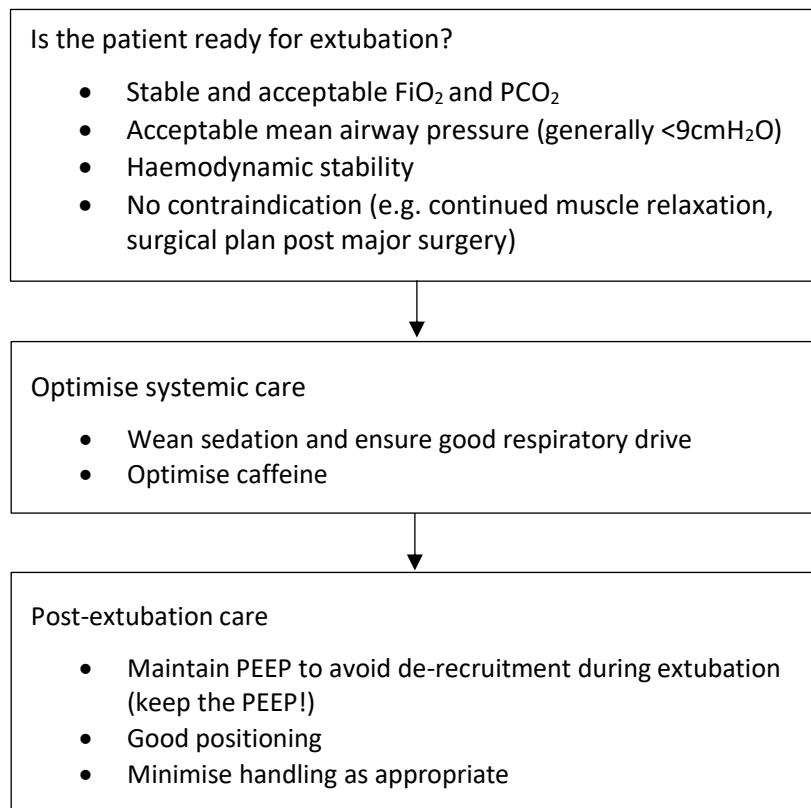 Is the patient ready for extubation?
• Stable and acceptable FiO₂ and PCO₂
• Acceptable mean airway pressure (generally <9cmH₂O)
• Haemodynamic stability
• No contraindication (e.g. continued muscle relaxation,
surgical plan post major surgery)
Optimise systemic care
• Wean sedation and ensure good respiratory drive
• Optimise caffeine
Post-extubation care
• Maintain PEEP to avoid de-recruitment during extubation
(keep the PEEP!)
• Good positioning
• Minimise handling as appropriate